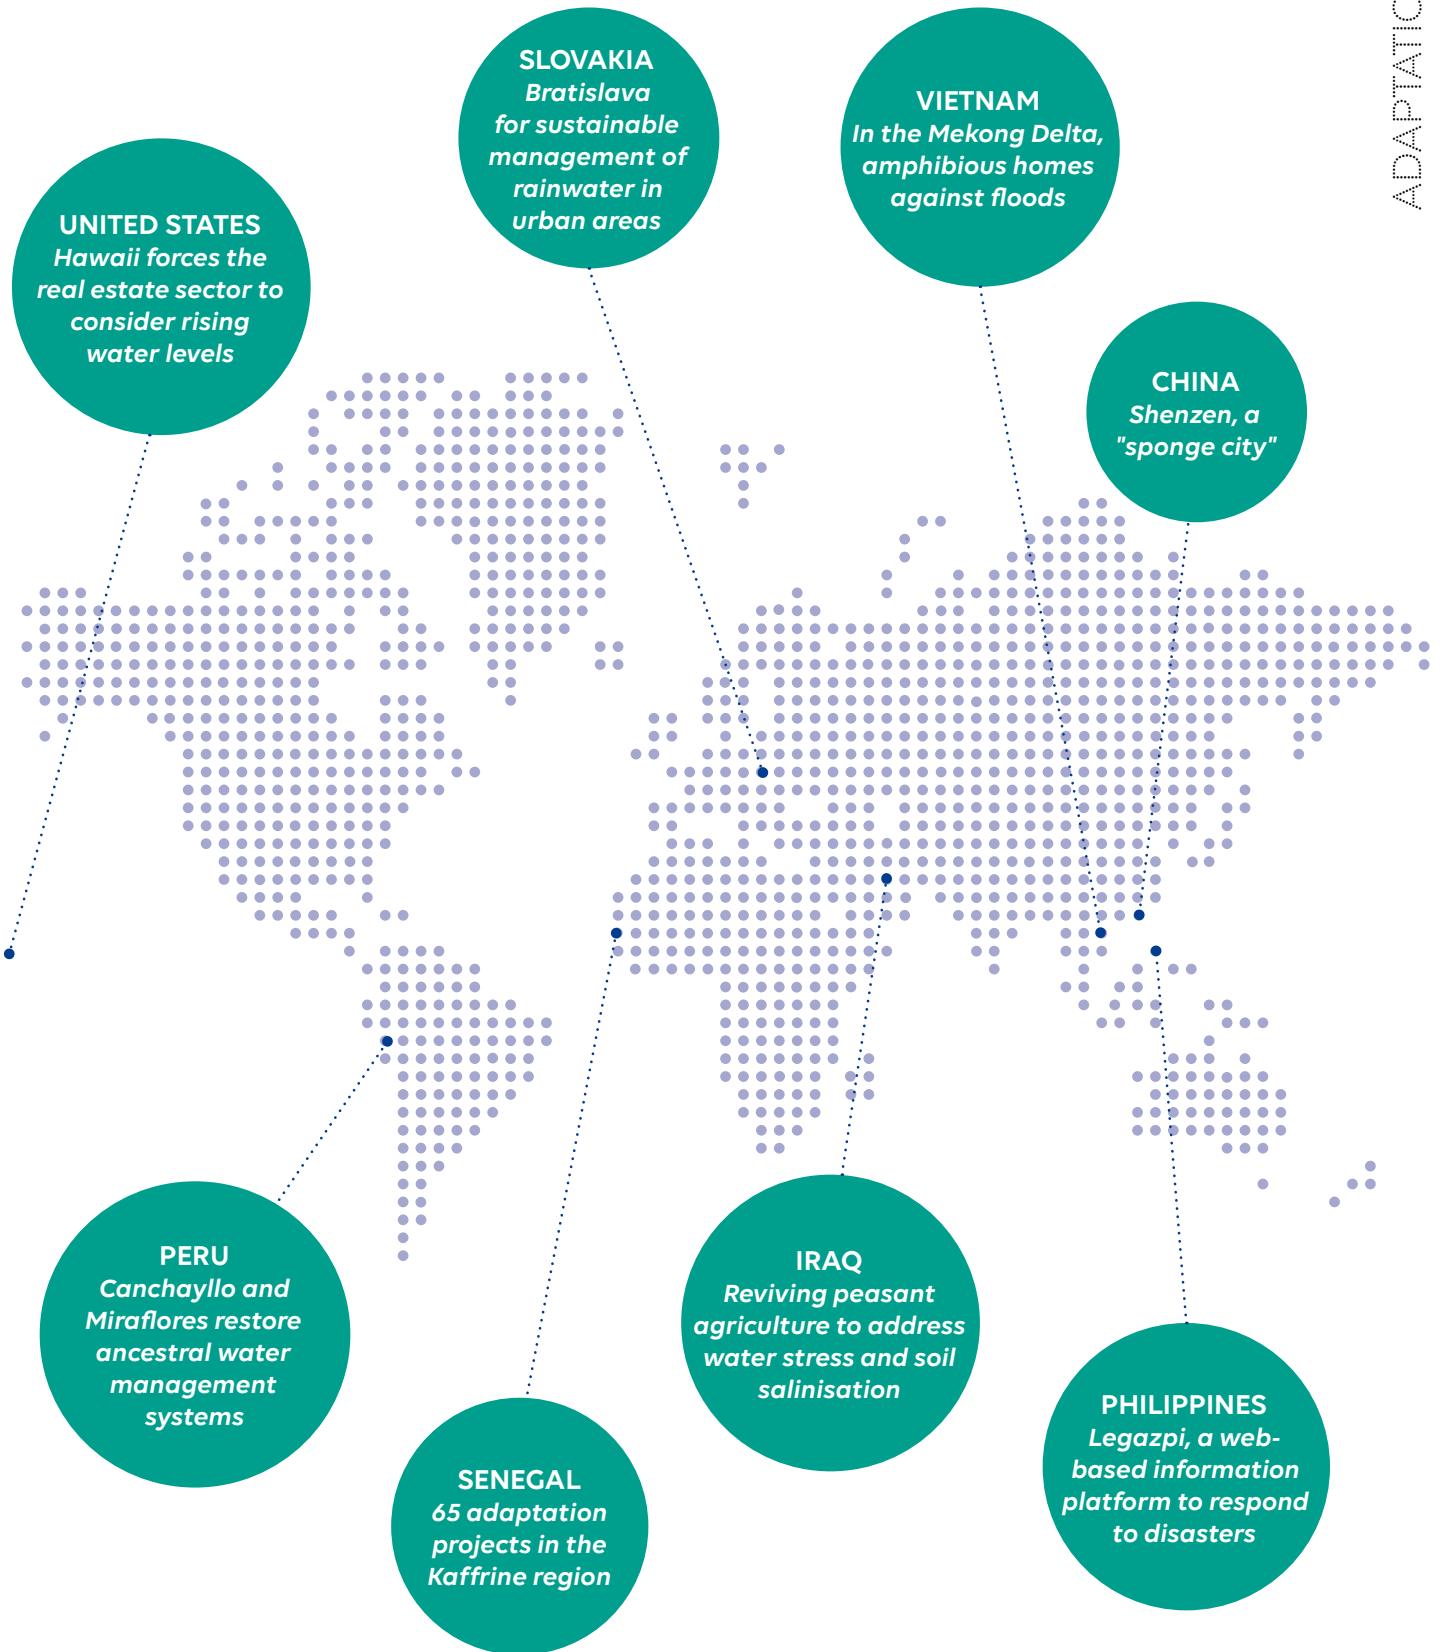 ADAPTATIO
SLOVAKIA
Bratislava
for sustainable
management of
rainwater in
urban areas
VIETNAM
In the Mekong Delta,
amphibious homes
against floods
UNITED STATES
Hawaii forces the
real estate sector to
consider rising
water levels
CHINA
Shenzen, a
"sponge city"
PERU
Canchayllo and
Miraflores restore
ancestral water
management
systems
IRAQ
Reviving peasant
agriculture to address
water stress and soil
salinisation
PHILIPPINES
Legazpi, a web-
based information
platform to respond
to disasters
SENEGAL
65 adaptation
projects in the
Kaffrine region